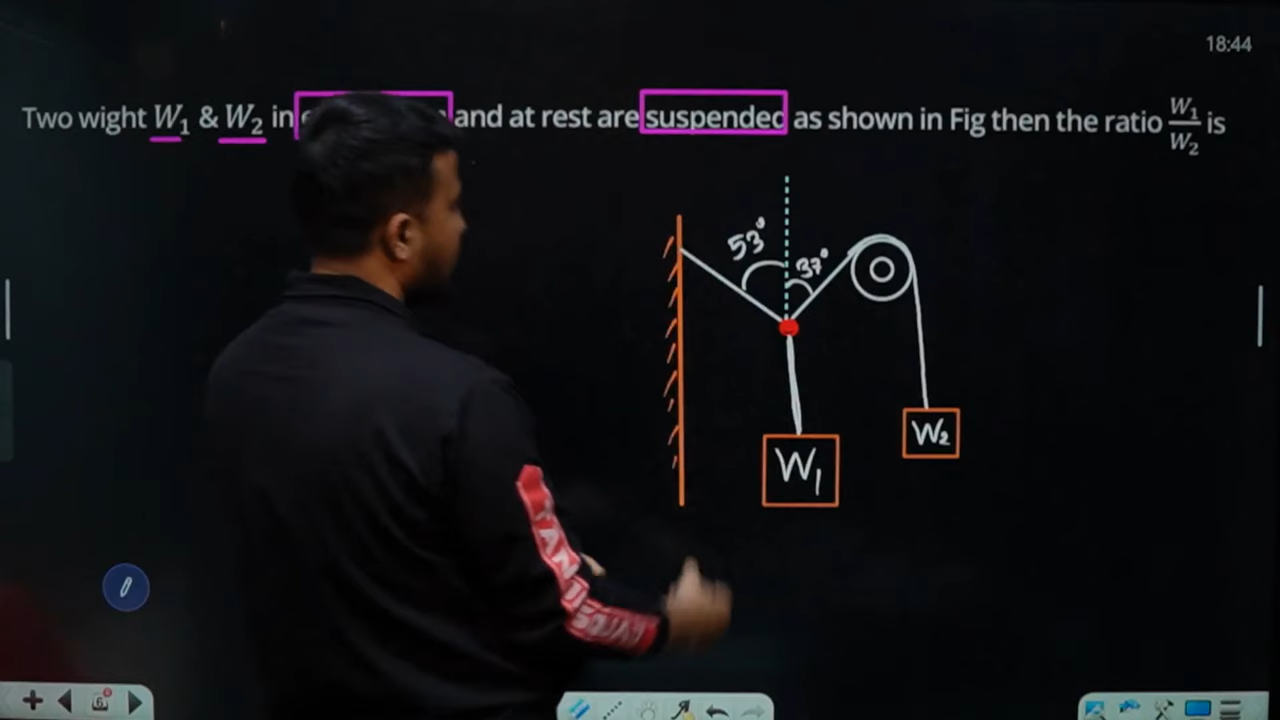 18:44
Two wight W₁ & W₂ in and at rest are suspended as shown in Fig then the ratio W₁/W₂ is
53° 37°
W₂
W₁